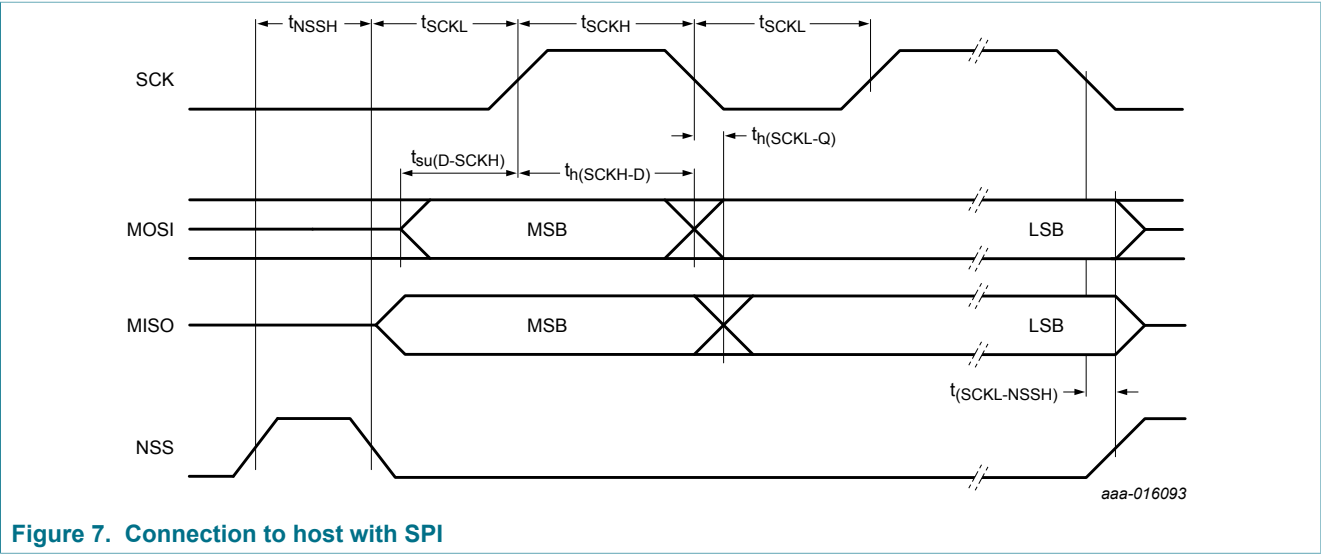 tNSSH tSCKL tSCKH tSCKL
SCK
th(SCKL-Q)
tsu(D-SCKH)
th(SCKH-D)
MOSI MSB LSB
MISO MSB LSB
t(SCKL-NSSH)
NSS
aaa-016093
Figure 7. Connection to host with SPI